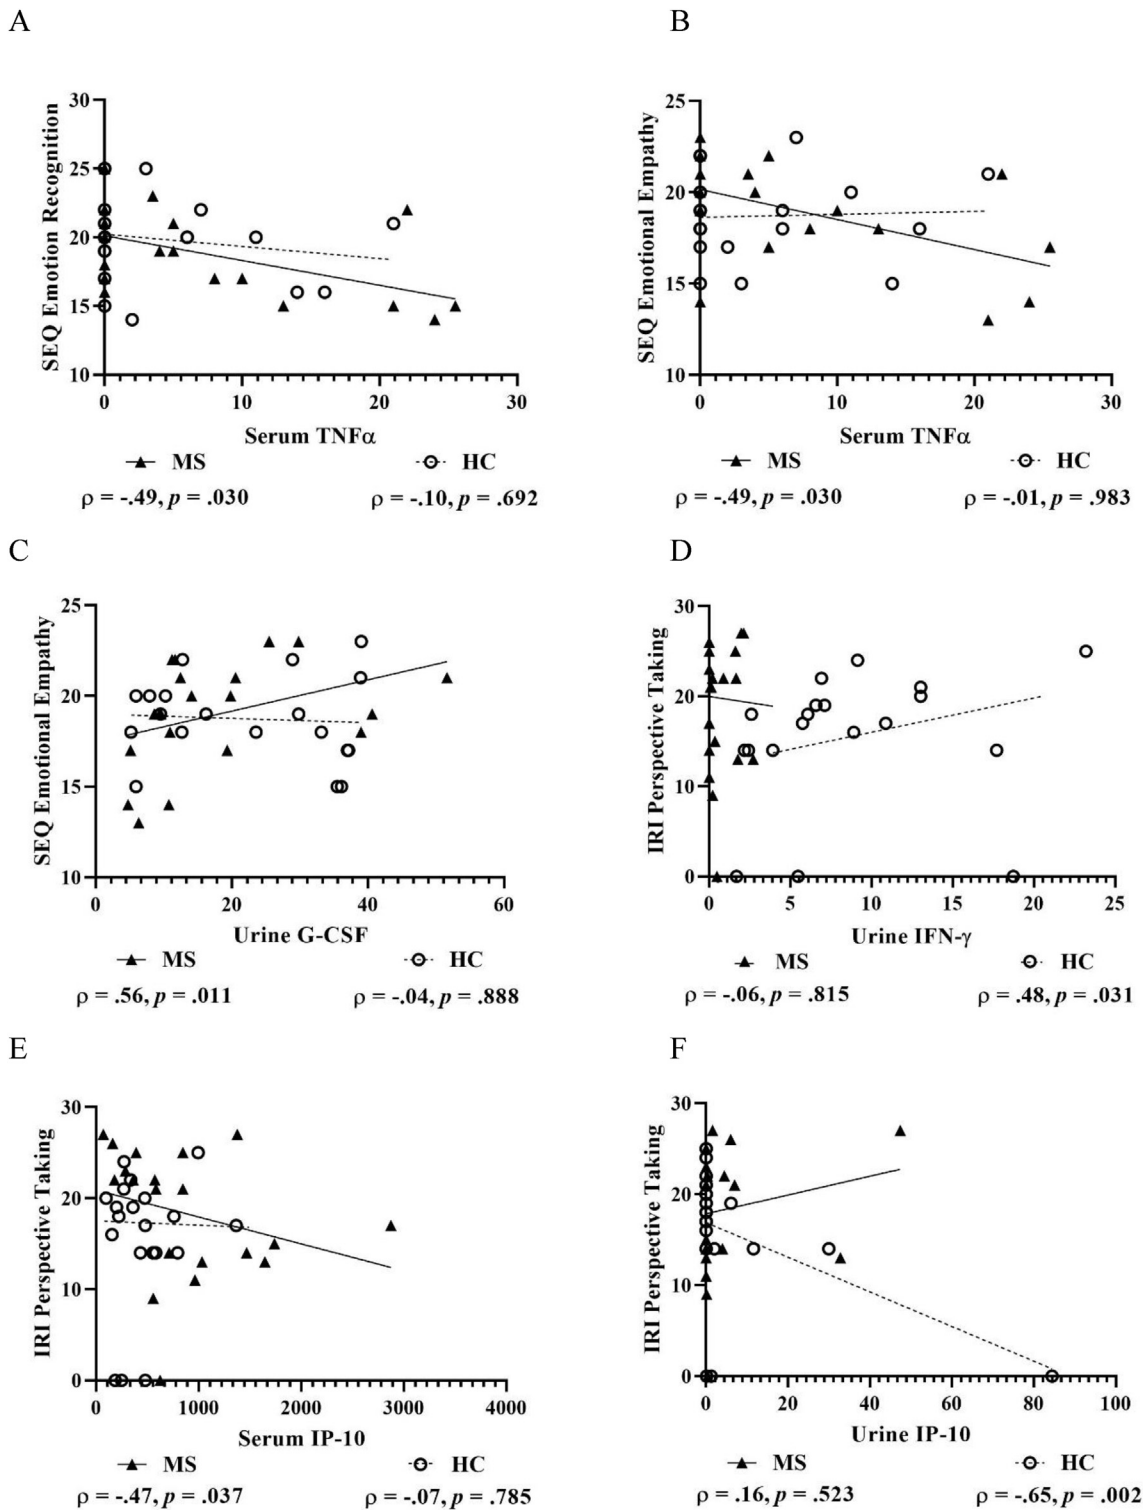 A
B
SEQ Emotion Recognition
30
25
20
15
10
0
10
20
30
Serum TNFα
MS
HC
ρ = -.49, p = .030
ρ = -.10, p = .692
SEQ Emotional Empathy
25
20
15
10
0
10
20
30
Serum TNFα
MS
HC
ρ = -.49, p = .030
ρ = -.01, p = .983
C
D
SEQ Emotional Empathy
25
20
15
10
0
20
40
60
Urine G-CSF
MS
HC
ρ = .56, p = .011
ρ = -.04, p = .888
IRI Perspective Taking
30
20
10
0
0
5
10
15
20
25
Urine IFN-γ
MS
HC
ρ = -.06, p = .815
ρ = .48, p = .031
E
F
IRI Perspective Taking
30
20
10
0
0
1000
2000
3000
4000
Serum IP-10
MS
HC
ρ = -.47, p = .037
ρ = -.07, p = .785
IRI Perspective Taking
30
20
10
0
0
20
40
60
80
100
Urine IP-10
MS
HC
ρ = .16, p = .523
ρ = -.65, p = .002